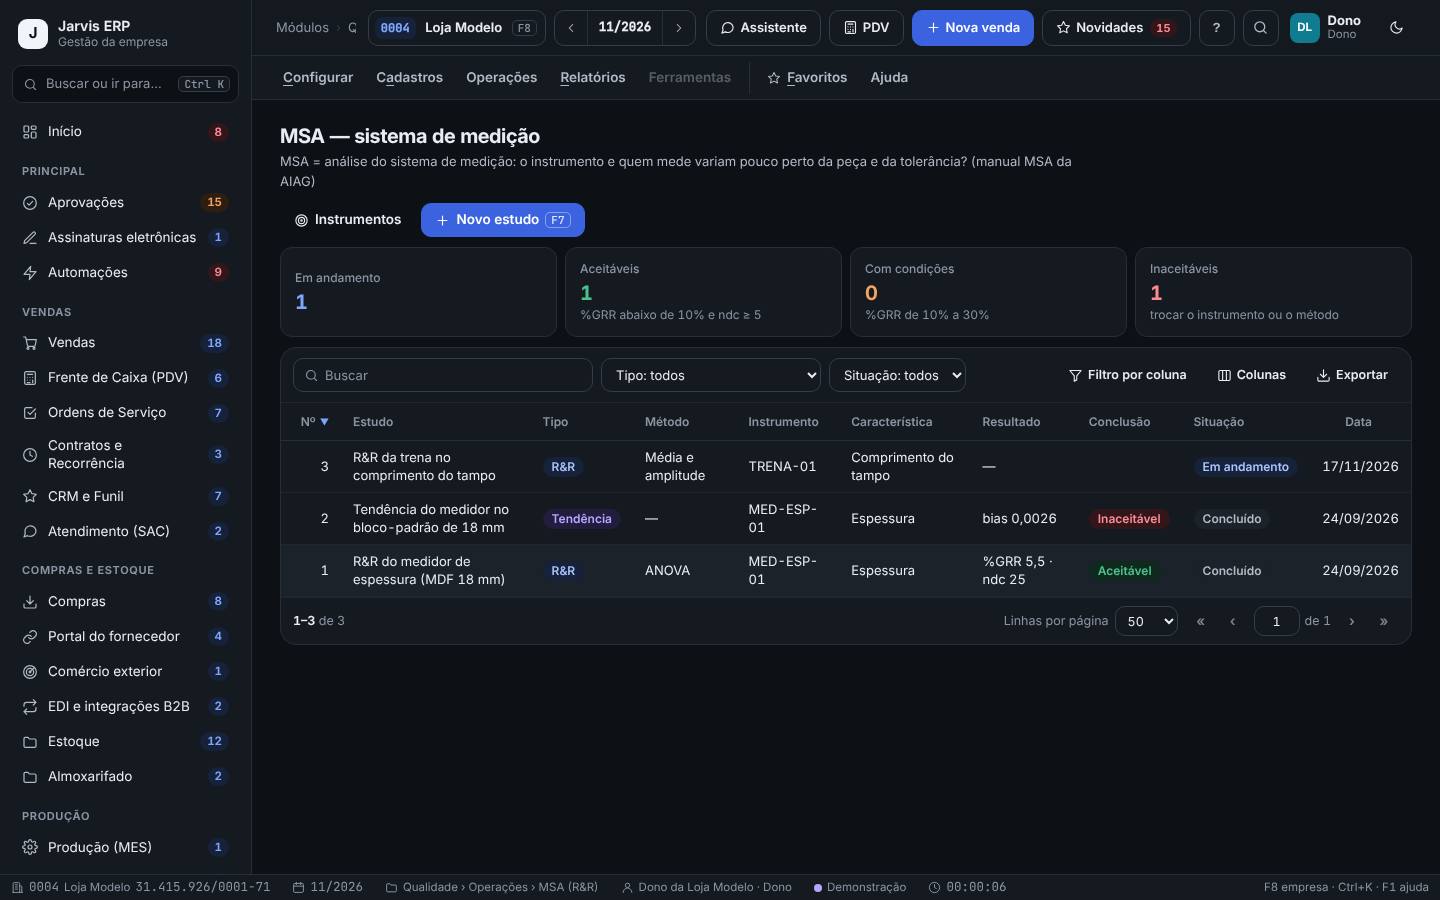 J
Jarvis ERP
Gestão da empresa
Buscar ou ir para... Ctrl K
Início 8
PRINCIPAL
Aprovações 15
Assinaturas eletrônicas 1
Automações 9
VENDAS
Vendas 18
Frente de Caixa (PDV) 6
Ordens de Serviço 7
Contratos e
Recorrência 3
CRM e Funil 7
Atendimento (SAC) 2
COMPRAS E ESTOQUE
Compras 8
Portal do fornecedor 4
Comércio exterior 1
EDI e integrações B2B 2
Estoque 12
Almoxarifado 2
PRODUÇÃO
Produção (MES) 1
Módulos › 0004 Loja Modelo F8 ‹ 11/2026 › Assistente PDV + Nova venda Novidades 15 ? DL Dono
Dono
Configurar Cadastros Operações Relatórios Ferramentas Favoritos Ajuda
MSA — sistema de medição
MSA = análise do sistema de medição: o instrumento e quem mede variam pouco perto da peça e da tolerância? (manual MSA da
AIAG)
Instrumentos + Novo estudo F7
Em andamento
1
Aceitáveis
1
%GRR abaixo de 10% e ndc ≥ 5
Com condições
0
%GRR de 10% a 30%
Inaceitáveis
1
trocar o instrumento ou o método
Buscar Tipo: todos Situação: todos Filtro por coluna Colunas Exportar
Nº ▼ Estudo Tipo Método Instrumento Característica Resultado Conclusão Situação Data
3 R&R da trena no comprimento do tampo R&R Média e amplitude TRENA-01 Comprimento do tampo — Em andamento 17/11/2026
2 Tendência do medidor no bloco-padrão de 18 mm Tendência — MED-ESP-01 Espessura bias 0,0026 Inaceitável Concluído 24/09/2026
1 R&R do medidor de espessura (MDF 18 mm) R&R ANOVA MED-ESP-01 Espessura %GRR 5,5 · ndc 25 Aceitável Concluído 24/09/2026
1–3 de 3 Linhas por página 50 « ‹ 1 de 1 › »
0004 Loja Modelo 31.415.926/0001-71 11/2026 Qualidade › Operações › MSA (R&R) Dono da Loja Modelo · Dono Demonstração 00:00:06 F8 empresa · Ctrl+K · F1 ajuda